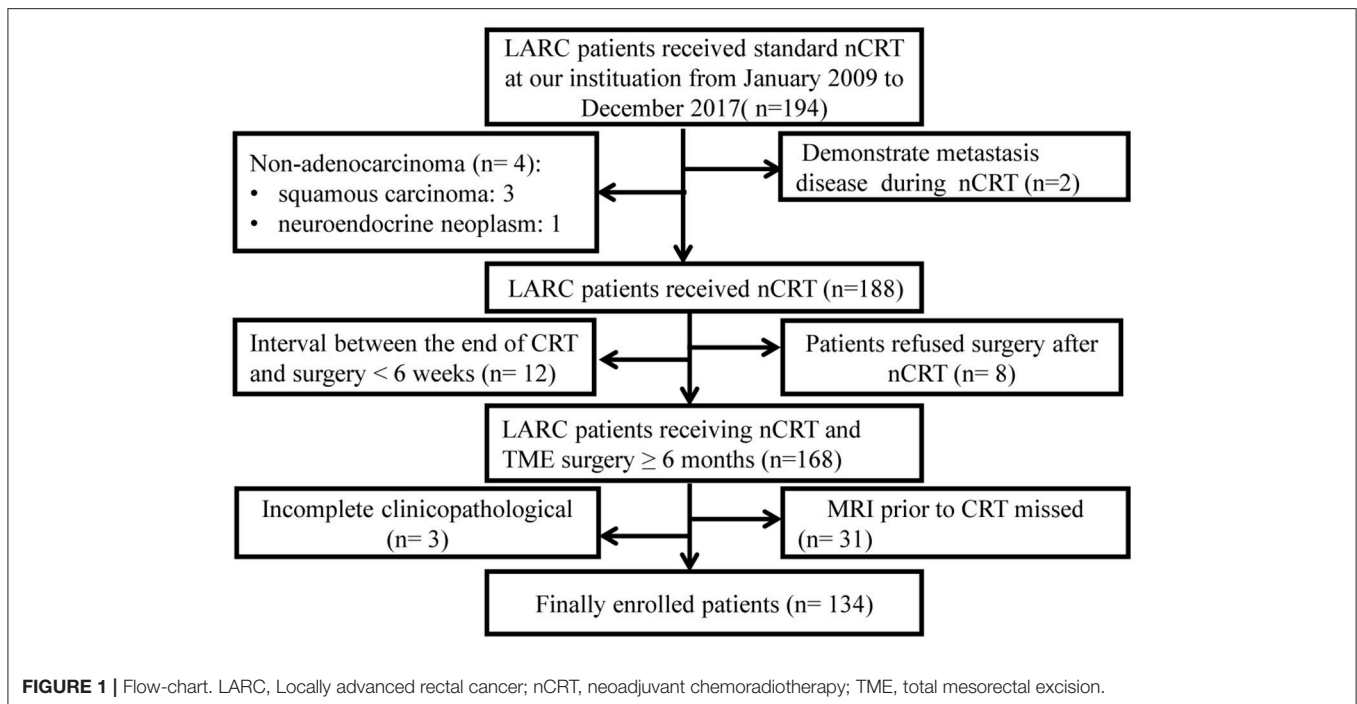 LARC patients received standard nCRT
at our instituation from January 2009 to
December 2017( n=194)
Non-adenocarcinoma (n= 4):
• squamous carcinoma: 3
• neuroendocrine neoplasm: 1
Demonstrate metastasis
disease during nCRT (n=2)
LARC patients received nCRT (n=188)
Interval between the end of CRT
and surgery < 6 weeks (n= 12)
Patients refused surgery after
nCRT (n= 8)
LARC patients receiving nCRT and
TME surgery ≥ 6 months (n=168)
Incomplete clinicopathological
(n= 3)
MRI prior to CRT missed
(n= 31)
Finally enrolled patients (n= 134)
FIGURE 1 | Flow-chart. LARC, Locally advanced rectal cancer; nCRT, neoadjuvant chemoradiotherapy; TME, total mesorectal excision.